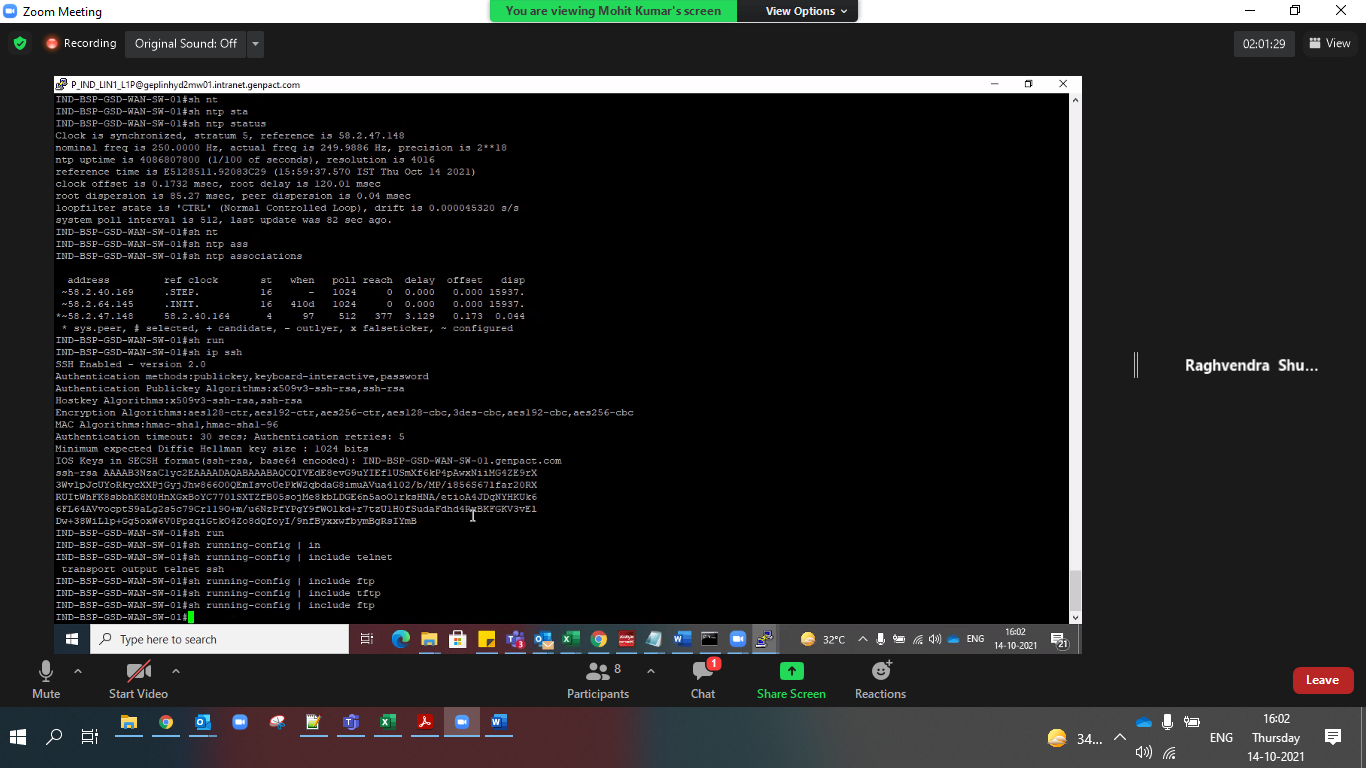 Zoom Meeting
You are viewing Mohit Kumar's screen
View Options
Recording
Original Sound: Off
02:01:29
View
P_IND_LIN1_L1P@geplinhyd2mw01.intranet.genpact.com
IND-BSP-GSD-WAN-SW-01#sh nt
IND-BSP-GSD-WAN-SW-01#sh ntp sta
IND-BSP-GSD-WAN-SW-01#sh ntp status
Clock is synchronized, stratum 5, reference is 58.2.47.148
nominal freq is 250.0000 Hz, actual freq is 249.9886 Hz, precision is 2**18
ntp uptime is 4086807800 (1/100 of seconds), resolution is 4016
reference time is E5128511.92083C29 (15:59:37.570 IST Thu Oct 14 2021)
clock offset is 0.1732 msec, root delay is 120.01 msec
root dispersion is 85.27 msec, peer dispersion is 0.04 msec
loopfilter state is 'CTRL' (Normal Controlled Loop), drift is 0.000045320 s/s
system poll interval is 512, last update was 82 sec ago.
IND-BSP-GSD-WAN-SW-01#sh nt
IND-BSP-GSD-WAN-SW-01#sh ntp ass
IND-BSP-GSD-WAN-SW-01#sh ntp associations
address ref clock st when poll reach delay offset disp
~58.2.40.169 .STEP. 16 - 1024 0 0.000 0.000 15937.
~58.2.64.145 .INIT. 16 410d 1024 0 0.000 0.000 15937.
*~58.2.47.148 58.2.40.164 4 97 512 377 3.129 0.173 0.044
* sys.peer, # selected, + candidate, - outlyer, x falseticker, ~ configured
IND-BSP-GSD-WAN-SW-01#sh run
IND-BSP-GSD-WAN-SW-01#sh ip ssh
SSH Enabled - version 2.0
Authentication methods:publickey,keyboard-interactive,password
Authentication Publickey Algorithms:x509v3-ssh-rsa,ssh-rsa
Hostkey Algorithms:x509v3-ssh-rsa,ssh-rsa
Encryption Algorithms:aes128-ctr,aes192-ctr,aes256-ctr,aes128-cbc,3des-cbc,aes192-cbc,aes256-cbc
MAC Algorithms:hmac-sha1,hmac-sha1-96
Authentication timeout: 30 secs; Authentication retries: 5
Minimum expected Diffie Hellman key size : 1024 bits
IOS Keys in SECSH format(ssh-rsa, base64 encoded): IND-BSP-GSD-WAN-SW-01.genpact.com
ssh-rsa
IND-BSP-GSD-WAN-SW-01#sh run
IND-BSP-GSD-WAN-SW-01#sh running-config | in
IND-BSP-GSD-WAN-SW-01#sh running-config | include telnet
transport output telnet ssh
IND-BSP-GSD-WAN-SW-01#sh running-config | include ftp
IND-BSP-GSD-WAN-SW-01#sh running-config | include tftp
IND-BSP-GSD-WAN-SW-01#sh running-config | include ftp
IND-BSP-GSD-WAN-SW-01#
Raghvendra Shu...
Type here to search
3
32°C
ENG
16:02
14-10-2021
21
Mute
Start Video
8
Participants
1
Chat
Share Screen
Reactions
Leave
34...
ENG
16:02
Thursday
14-10-2021